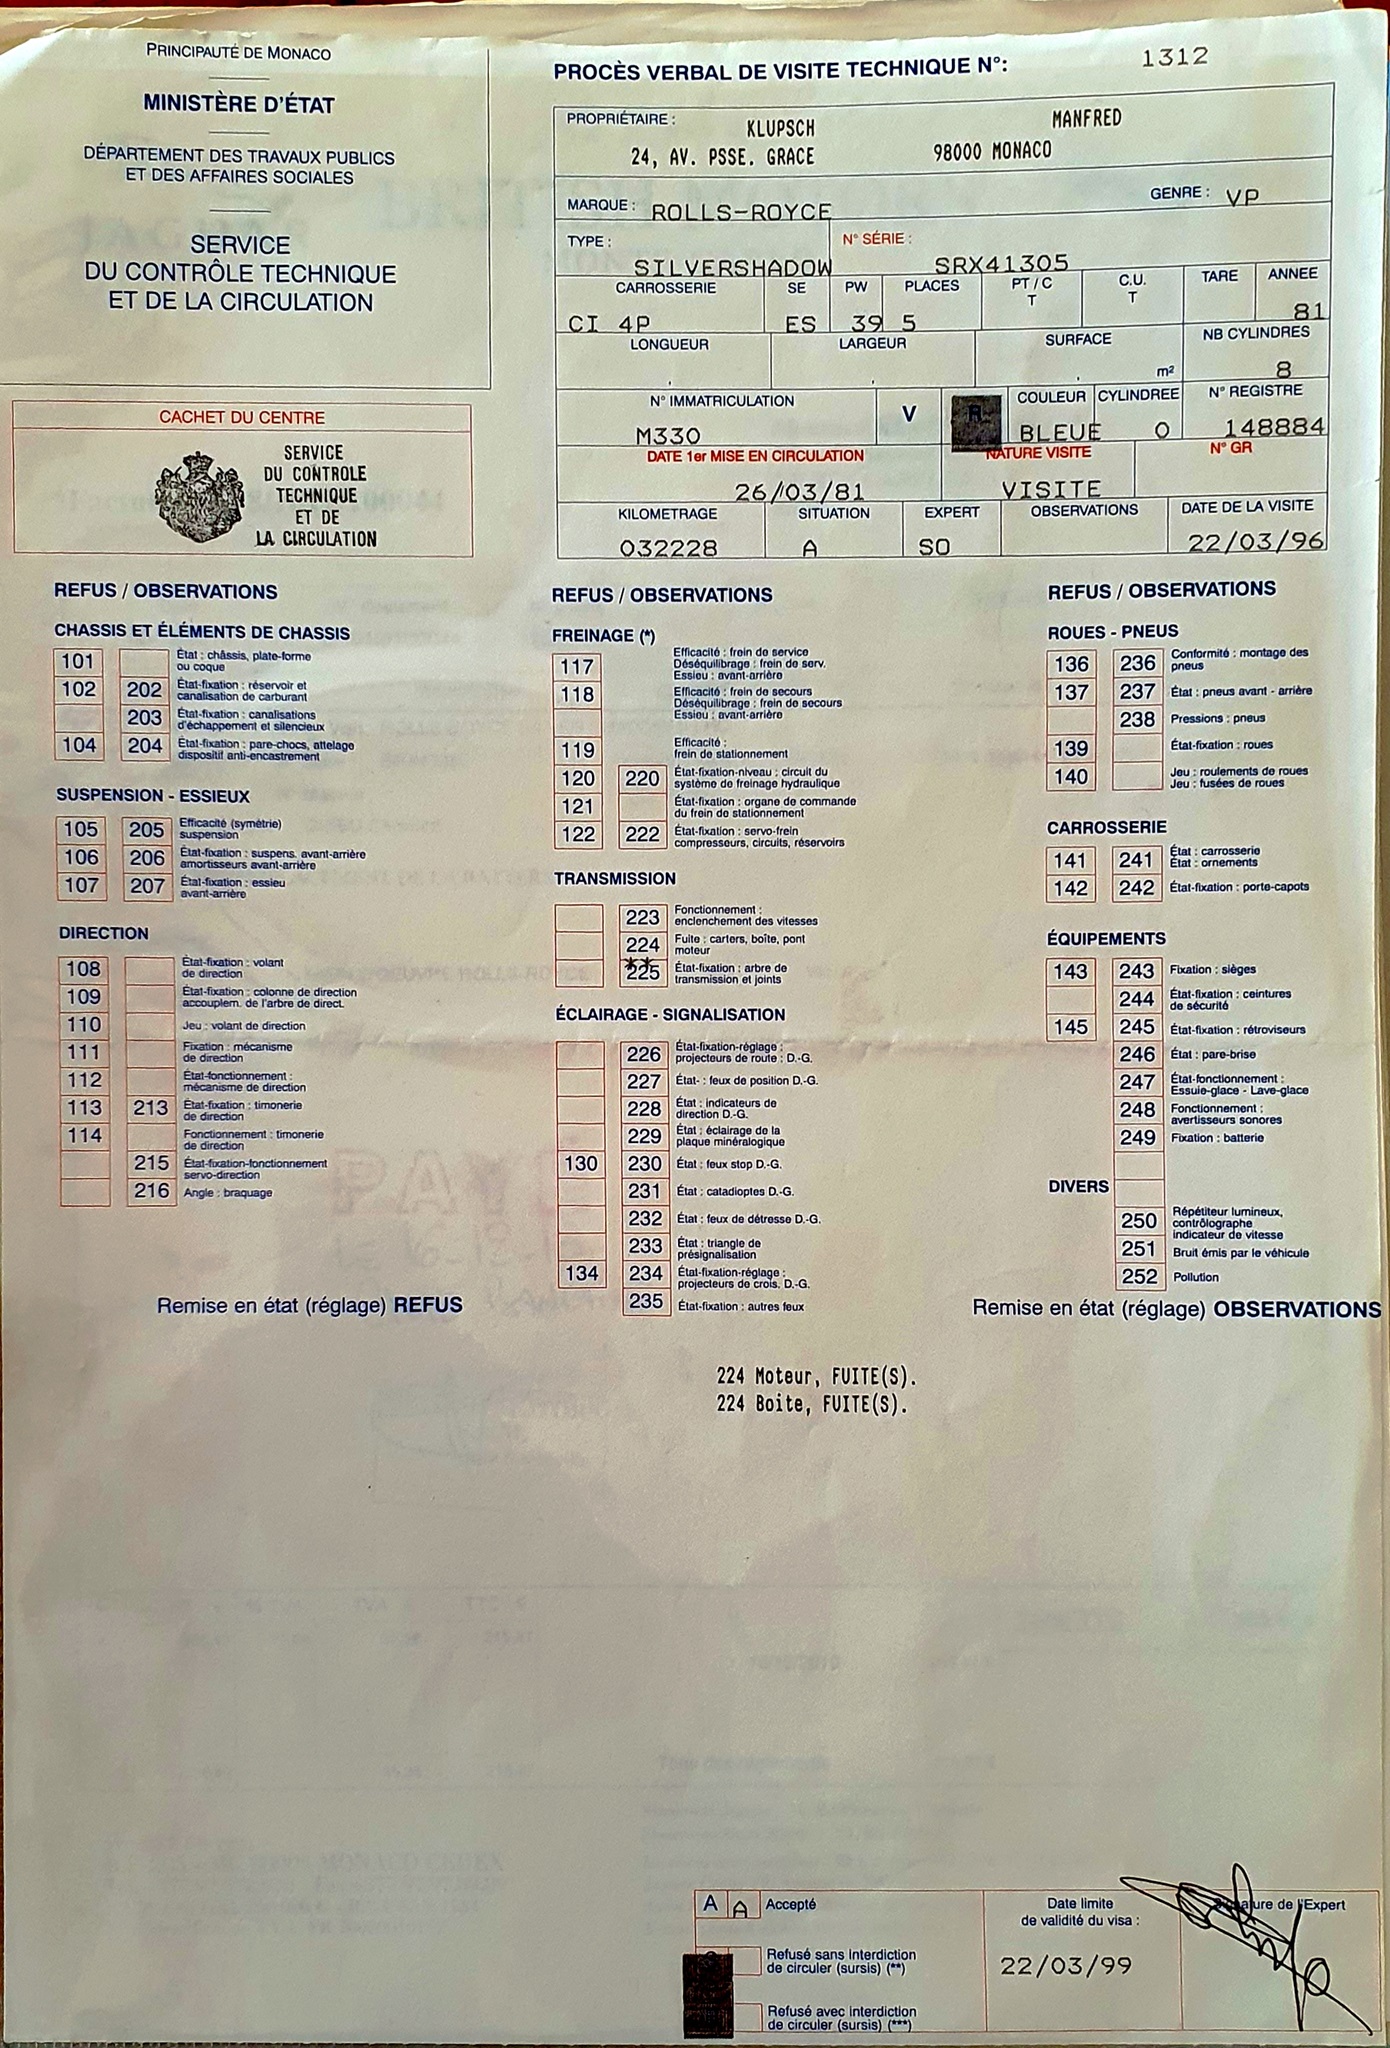 PRINCIPAUTÉ DE MONACO
MINISTÈRE D'ÉTAT
DÉPARTEMENT DES TRAVAUX PUBLICS
ET DES AFFAIRES SOCIALES
SERVICE
DU CONTRÔLE TECHNIQUE
ET DE LA CIRCULATION
CACHET DU CENTRE
SERVICE
DU CONTROLE
TECHNIQUE
ET DE
LA CIRCULATION
PROCÈS VERBAL DE VISITE TECHNIQUE N°: 1312
PROPRIÉTAIRE : KLUPSCH MANFRED
24, AV. PSSE. GRACE 98000 MONACO
MARQUE : ROLLS-ROYCE GENRE : VP
TYPE : N° SÉRIE :
SILVERSHADOW SRX41305
CARROSSERIE SE PW PLACES PT / C T C.U. T TARE ANNEE
CI 4P ES 39 5 81
LONGUEUR LARGEUR SURFACE NB CYLINDRES
m² 8
N° IMMATRICULATION V R COULEUR CYLINDREE N° REGISTRE
M330 BLEUE 0 148884
DATE 1er MISE EN CIRCULATION NATURE VISITE N° GR
26/03/81 VISITE
KILOMETRAGE SITUATION EXPERT OBSERVATIONS DATE DE LA VISITE
032228 A SO 22/03/96
REFUS / OBSERVATIONS
CHASSIS ET ÉLÉMENTS DE CHASSIS
101 État : châssis, plate-forme
ou coque
102 202 État-fixation : réservoir et
canalisation de carburant
203 État-fixation : canalisations
d'échappement et silencieux
104 204 État-fixation : pare-chocs, attelage
dispositif anti-encastrement
SUSPENSION - ESSIEUX
105 205 Efficacité (symétrie)
suspension
106 206 État-fixation : suspens. avant-arrière
amortisseurs avant-arrière
107 207 État-fixation : essieu
avant-arrière
DIRECTION
108 État-fixation : volant
de direction
109 État-fixation : colonne de direction
accouplem. de l'arbre de direct.
110 Jeu : volant de direction
111 Fixation : mécanisme
de direction
112 État-fonctionnement :
mécanisme de direction
113 213 État-fixation : timonerie
de direction
114 Fonctionnement : timonerie
de direction
215 État-fixation-fonctionnement
servo-direction
216 Angle : braquage
Remise en état (réglage) REFUS
REFUS / OBSERVATIONS
FREINAGE (*)
117 Efficacité : frein de service
Déséquilibrage : frein de serv.
Essieu : avant-arrière
118 Efficacité : frein de secours
Déséquilibrage : frein de secours
Essieu : avant-arrière
119 Efficacité :
frein de stationnement
120 220 État-fixation-niveau : circuit du
système de freinage hydraulique
121 État-fixation : organe de commande
du frein de stationnement
122 222 État-fixation : servo-frein
compresseurs, circuits, réservoirs
TRANSMISSION
223 Fonctionnement :
enclenchement des vitesses
224 Fuite : carters, boîte, pont
moteur
**
225 État-fixation : arbre de
transmission et joints
ÉCLAIRAGE - SIGNALISATION
226 État-fixation-réglage :
projecteurs de route : D.-G.
227 État- : feux de position D.-G.
228 État : indicateurs de
direction D.-G.
229 État : éclairage de la
plaque minéralogique
130 230 État : feux stop D.-G.
231 État : catadioptes D.-G.
232 État : feux de détresse D.-G.
233 État : triangle de
présignalisation
134 234 État-fixation-réglage :
projecteurs de crois. D.-G.
235 État-fixation : autres feux
REFUS / OBSERVATIONS
ROUES - PNEUS
136 236 Conformité : montage des
pneus
137 237 État : pneus avant - arrière
238 Pressions : pneus
139 État-fixation : roues
140 Jeu : roulements de roues
Jeu : fusées de roues
CARROSSERIE
141 241 État : carrosserie
État : ornements
142 242 État-fixation : porte-capots
ÉQUIPEMENTS
143 243 Fixation : sièges
244 État-fixation : ceintures
de sécurité
145 245 État-fixation : rétroviseurs
246 État : pare-brise
247 État-fonctionnement :
Essuie-glace - Lave-glace
248 Fonctionnement :
avertisseurs sonores
249 Fixation : batterie
DIVERS
250 Répétiteur lumineux,
contrôlographe
indicateur de vitesse
251 Bruit émis par le véhicule
252 Pollution
Remise en état (réglage) OBSERVATIONS
224 Moteur, FUITE(S).
224 Boite, FUITE(S).
A A Accepté
Refusé sans interdiction
de circuler (sursis) (**)
Refusé avec interdiction
de circuler (sursis) (***)
Date limite
de validité du visa :
22/03/99
Signature de l'Expert